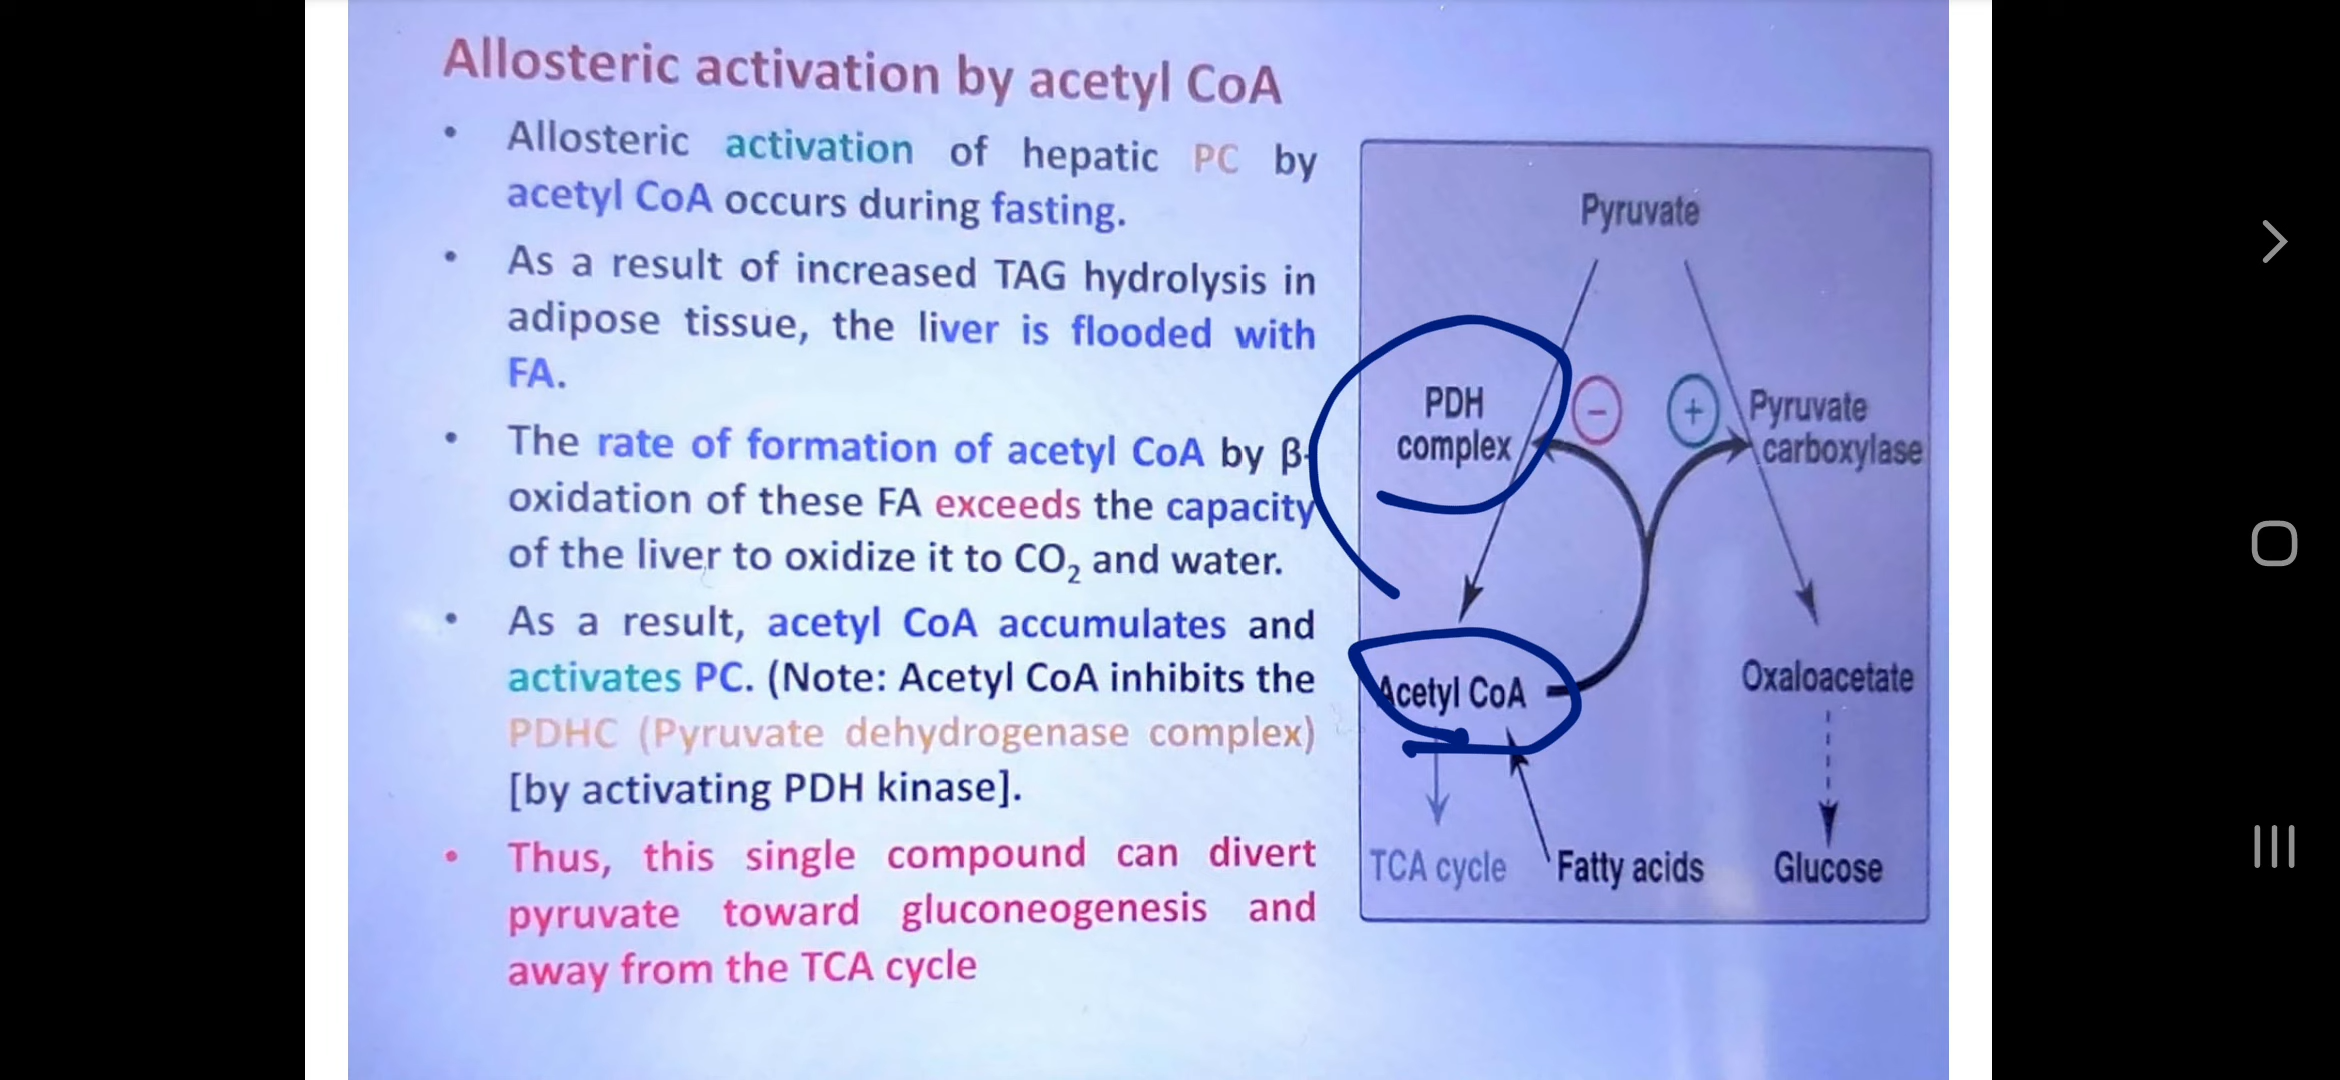 Allosteric activation by acetyl CoA
• Allosteric activation of hepatic PC by
acetyl CoA occurs during fasting.
• As a result of increased TAG hydrolysis in
adipose tissue, the liver is flooded with
FA.
• The rate of formation of acetyl CoA by β-
oxidation of these FA exceeds the capacity
of the liver to oxidize it to CO₂ and water.
• As a result, acetyl CoA accumulates and
activates PC. (Note: Acetyl CoA inhibits the
PDHC (Pyruvate dehydrogenase complex)
[by activating PDH kinase].
• Thus, this single compound can divert
pyruvate toward gluconeogenesis and
away from the TCA cycle
Pyruvate
PDH
complex
−
+
Pyruvate
carboxylase
Acetyl CoA
Oxaloacetate
TCA cycle
Fatty acids
Glucose